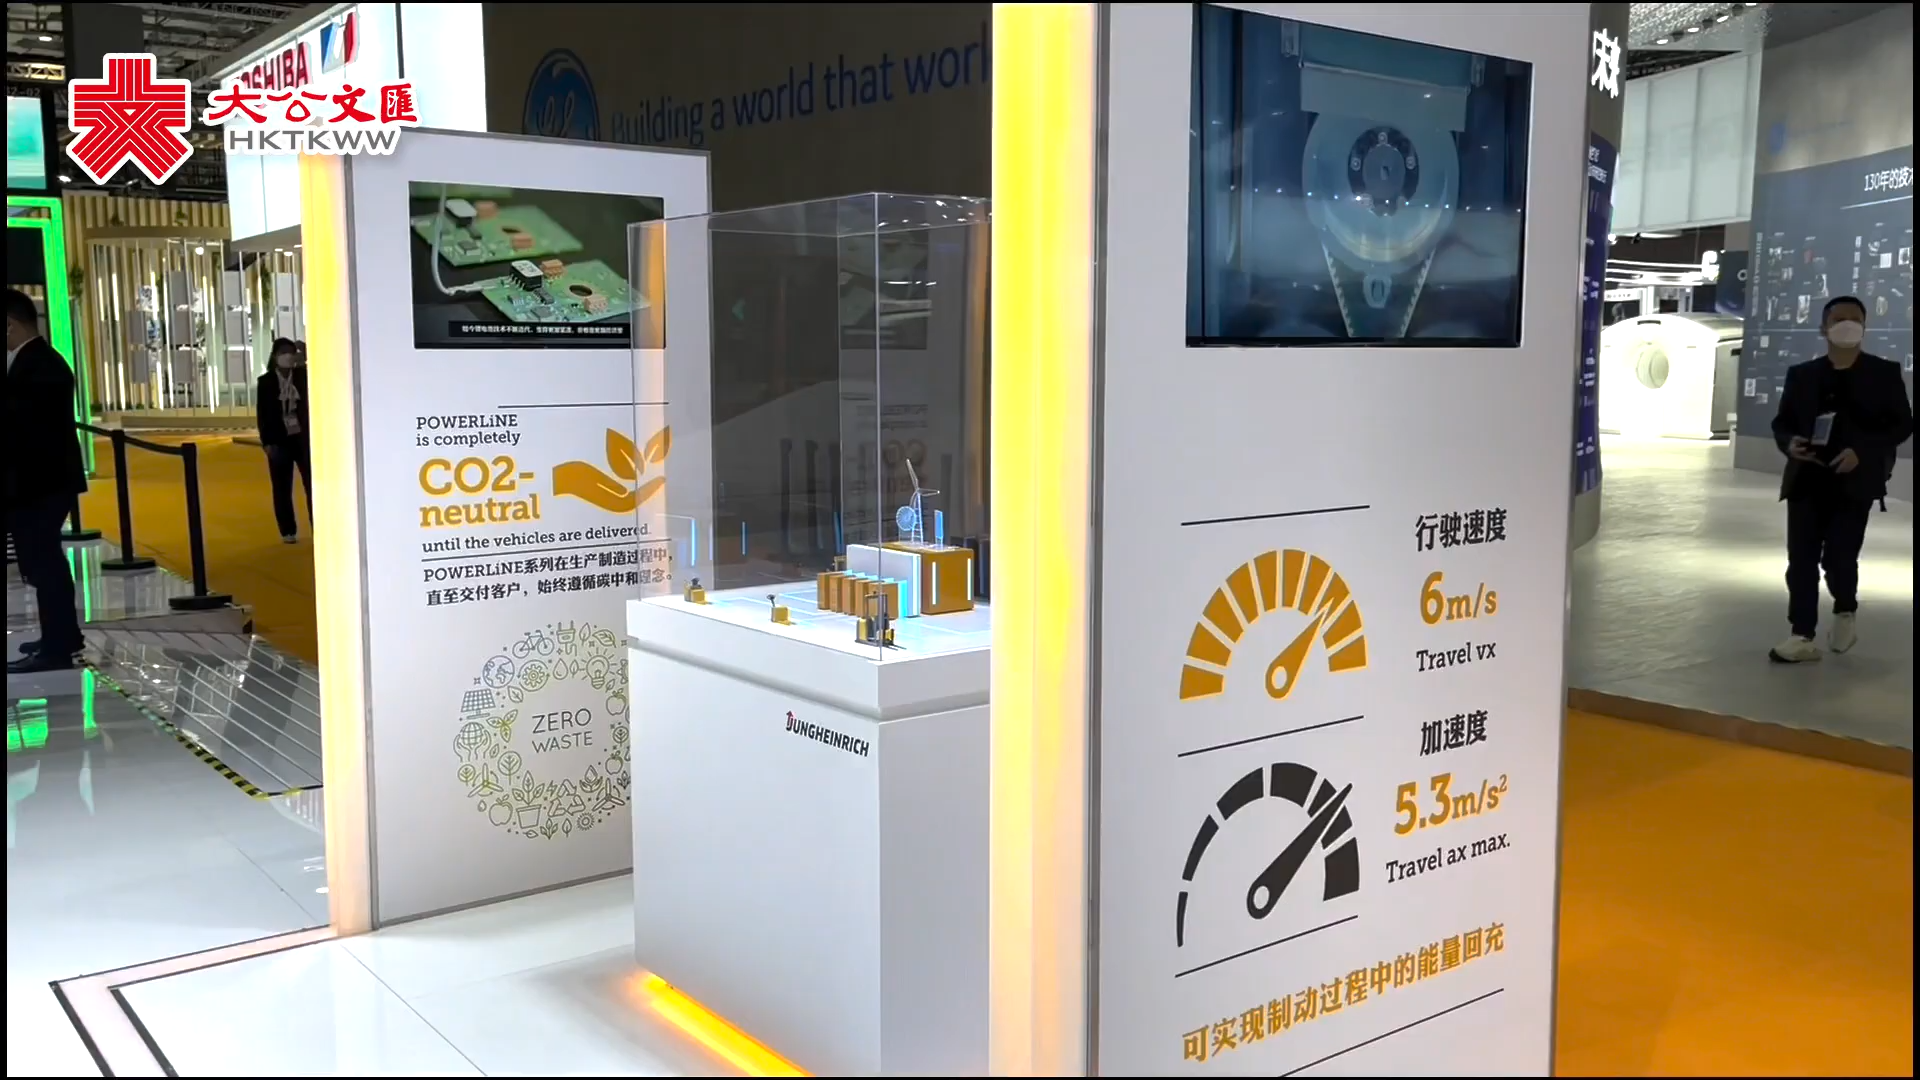 大公文匯
HKTKWW
Building a world that
POWERLiNE
is completely
CO2-
neutral
until the vehicles are delivered.
POWERLiNE系列在生产制造过程中，
直至交付客户，始终遵循碳中和理念。
ZERO
WASTE
JUNGHEINRICH
行驶速度
6m/s
Travel vx
加速度
5.3m/s²
Travel ax max.
可实现制动过程中的能量回充
未来
130年的技